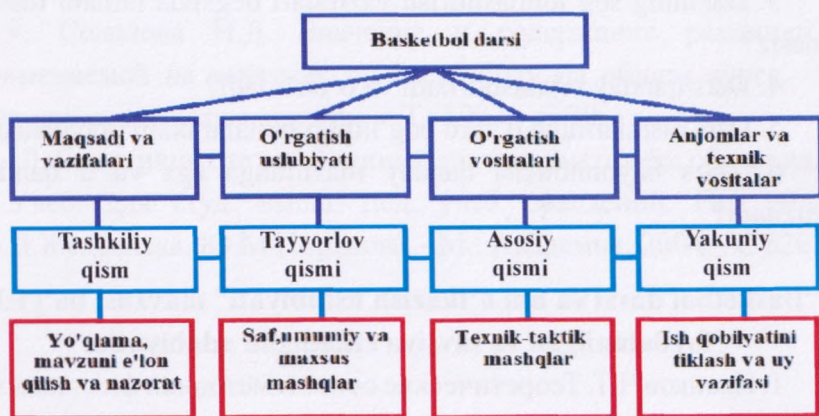 Basketbol darsi
Maqsadi va
vazifalari
O'rgatish
uslubiyati
O'rgatish
vositalari
Anjomlar va
texnik
vositalar
Tashkiliy
qism
Tayyorlov
qismi
Asosiy
qismi
Yakuniy
qism
Yo'qlama,
mavzuni e'lon
qilish va nazorat
Saf,umumiy va
maxsus
mashqlar
Texnik-taktik
mashqlar
Ish qobilyatini
tiklash va uy
vazifasi